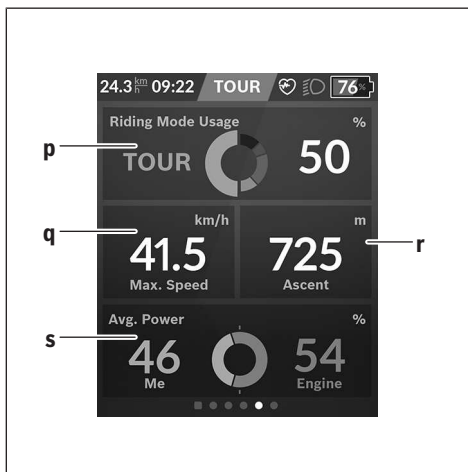 24.3 km/h 09:22 TOUR 76%
Riding Mode Usage %
p TOUR 50
q km/h m
41.5 725 r
Max. Speed Ascent
Avg. Power %
s 46 54
Me Engine